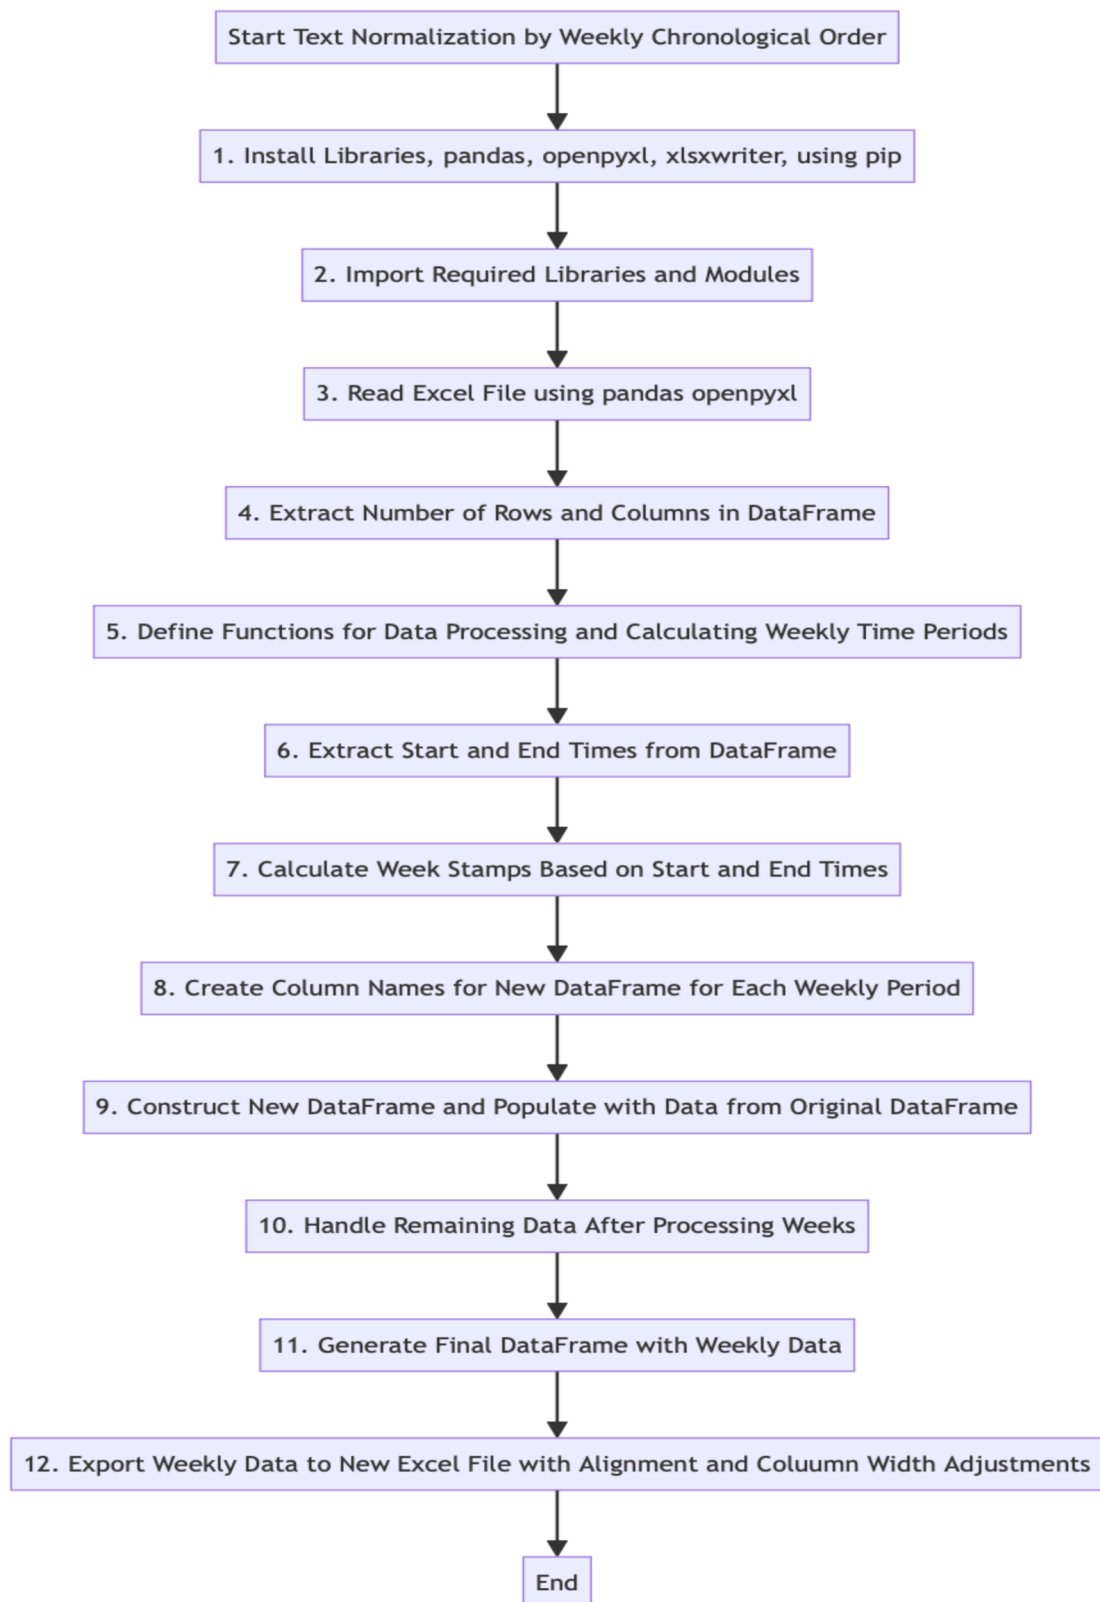 Start Text Normalization by Weekly Chronological Order
1. Install Libraries, pandas, openpyxl, xlsxwriter, using pip
2. Import Required Libraries and Modules
3. Read Excel File using pandas openpyxl
4. Extract Number of Rows and Columns in DataFrame
5. Define Functions for Data Processing and Calculating Weekly Time Periods
6. Extract Start and End Times from DataFrame
7. Calculate Week Stamps Based on Start and End Times
8. Create Column Names for New DataFrame for Each Weekly Period
9. Construct New DataFrame and Populate with Data from Original DataFrame
10. Handle Remaining Data After Processing Weeks
11. Generate Final DataFrame with Weekly Data
12. Export Weekly Data to New Excel File with Alignment and Coluumn Width Adjustments
End